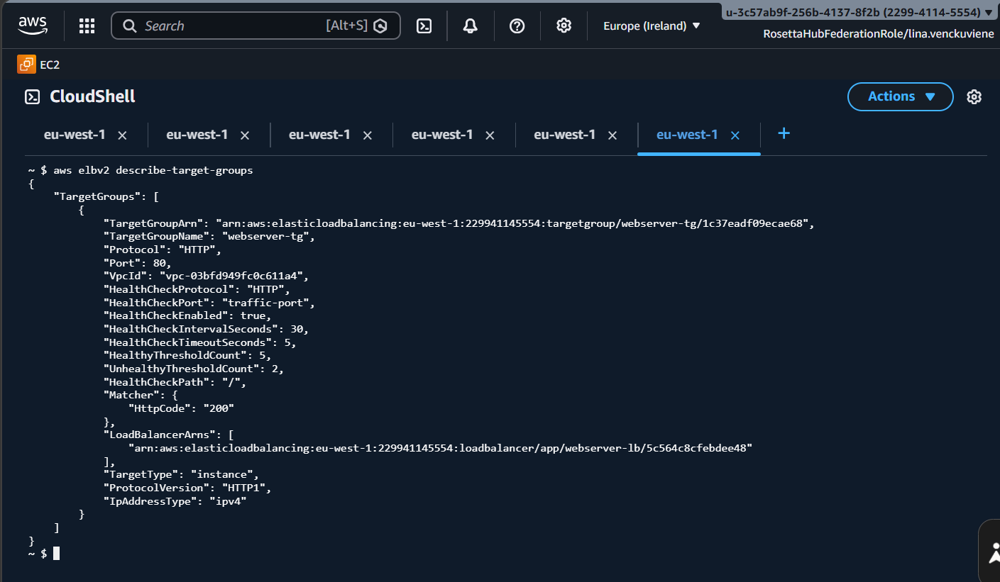 aws
Search [Alt+S]
Europe (Ireland) ▼
u-3c57ab9f-256b-4137-8f2b (2299-4114-5554) ▼
RosettaHubFederationRole/lina.venckuviene
EC2
CloudShell
Actions ▼
eu-west-1 × eu-west-1 × eu-west-1 × eu-west-1 × eu-west-1 × eu-west-1 × +
~ $ aws elbv2 describe-target-groups
{
    "TargetGroups": [
        {
            "TargetGroupArn": "arn:aws:elasticloadbalancing:eu-west-1:229941145554:targetgroup/webserver-tg/1c37eadf09ecae68",
            "TargetGroupName": "webserver-tg",
            "Protocol": "HTTP",
            "Port": 80,
            "VpcId": "vpc-03bfd949fc0c611a4",
            "HealthCheckProtocol": "HTTP",
            "HealthCheckPort": "traffic-port",
            "HealthCheckEnabled": true,
            "HealthCheckIntervalSeconds": 30,
            "HealthCheckTimeoutSeconds": 5,
            "HealthyThresholdCount": 5,
            "UnhealthyThresholdCount": 2,
            "HealthCheckPath": "/",
            "Matcher": {
                "HttpCode": "200"
            },
            "LoadBalancerArns": [
                "arn:aws:elasticloadbalancing:eu-west-1:229941145554:loadbalancer/app/webserver-lb/5c564c8cfebdee48"
            ],
            "TargetType": "instance",
            "ProtocolVersion": "HTTP1",
            "IpAddressType": "ipv4"
        }
    ]
}
~ $